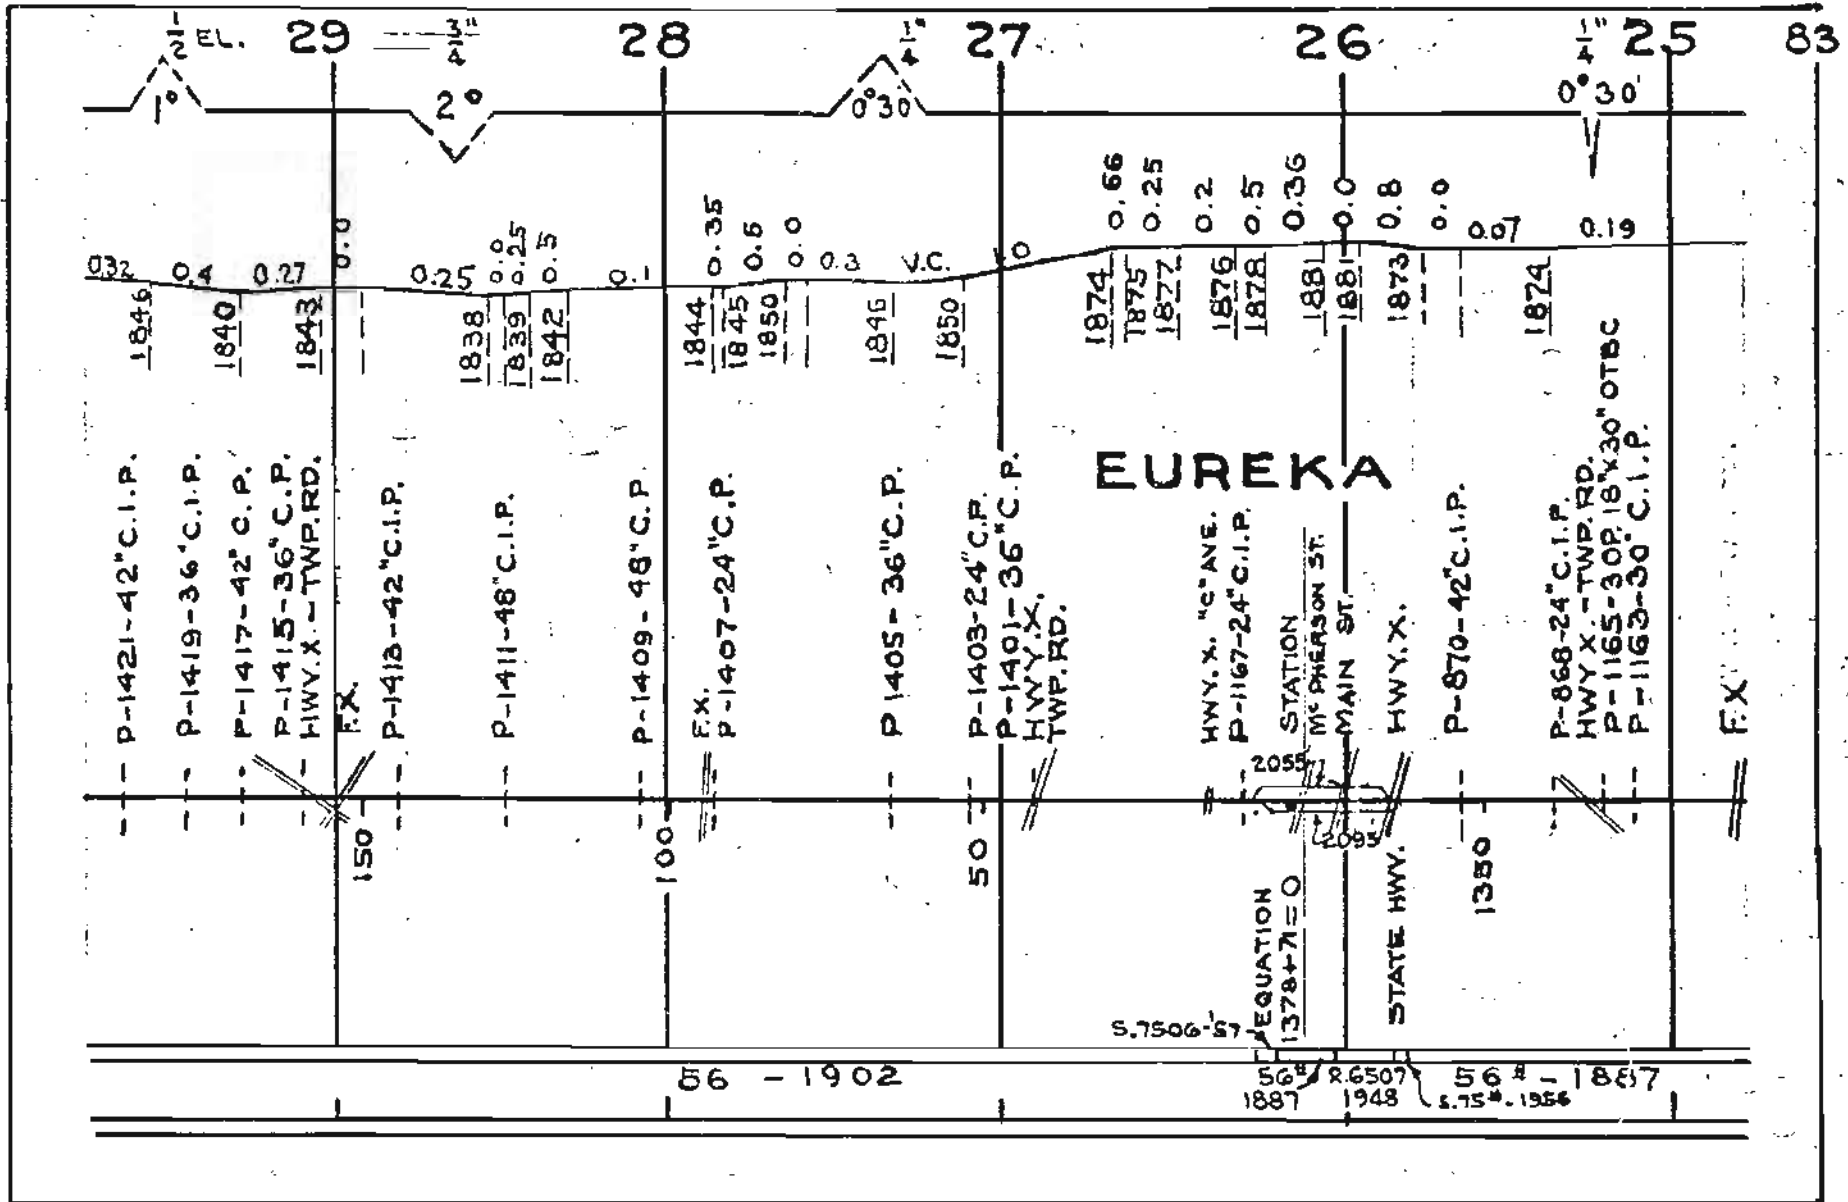 1/2 EL. 29 3/4" 28 1/4" 27 26 1/4" 25 83
1° 2° 0°30' 0°30'
0.32 0.4 0.27 0.0 0.25 0.0 0.25 0.5 0.1 0.35 0.5 0.0 0.3 V.C. 1.0 0.66 0.25 0.2 0.5 0.36 0.0 0.8 0.0 0.07 0.19
1846 1840 1843 1838 1839 1842 1844 1845 1850 1846 1850 1874 1875 1877 1876 1878 1881 1881 1873 1874
EUREKA
P-1421-42"C.I.P.
P-1419-36"C.I.P.
P-1417-42"C.P.
P-1415-36"C.P.
HWY.X.-TWP.RD.
F.X.
P-1413-42"C.I.P.
P-1411-48"C.I.P.
P-1409-48"C.P.
F.X.
P-1407-24"C.P.
P1405-36"C.P.
P-1403-24"C.P.
P-1401-36"C.P.
HWY.X.
TWP.RD.
HWY.X. "C" AVE.
P-1167-24"C.I.P.
STATION
McPHERSON ST.
MAIN ST.
HWY.X.
P-870-42"C.I.P.
P-868-24"C.I.P.
HWY X.-TWP.RD.
P-1165-30P.18"x30"OTBC
P-1163-30"C.I.P.
F.X.
2055
2095
150 100 50 1350
EQUATION
1378+71=0
STATE HWY.
S.7506-'57
56 - 1902 56# R.6507 56# - 1887
1887 1948 S.75#-1956